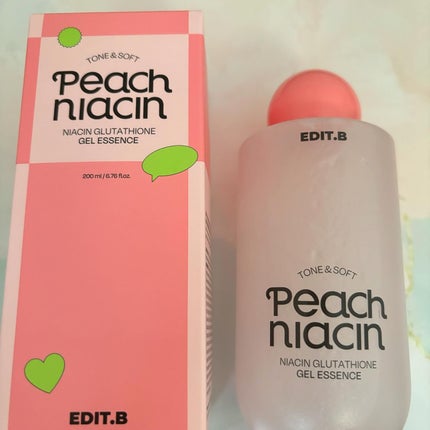 TONE & SOFT
Peach
niacin
NIACIN GLUTATHIONE
GEL ESSENCE
200 ml / 6.76 fl.oz.
EDIT.B
EDIT.B
TONE & SOFT
Peach
niacin
NIACIN GLUTATHIONE
GEL ESSENCE